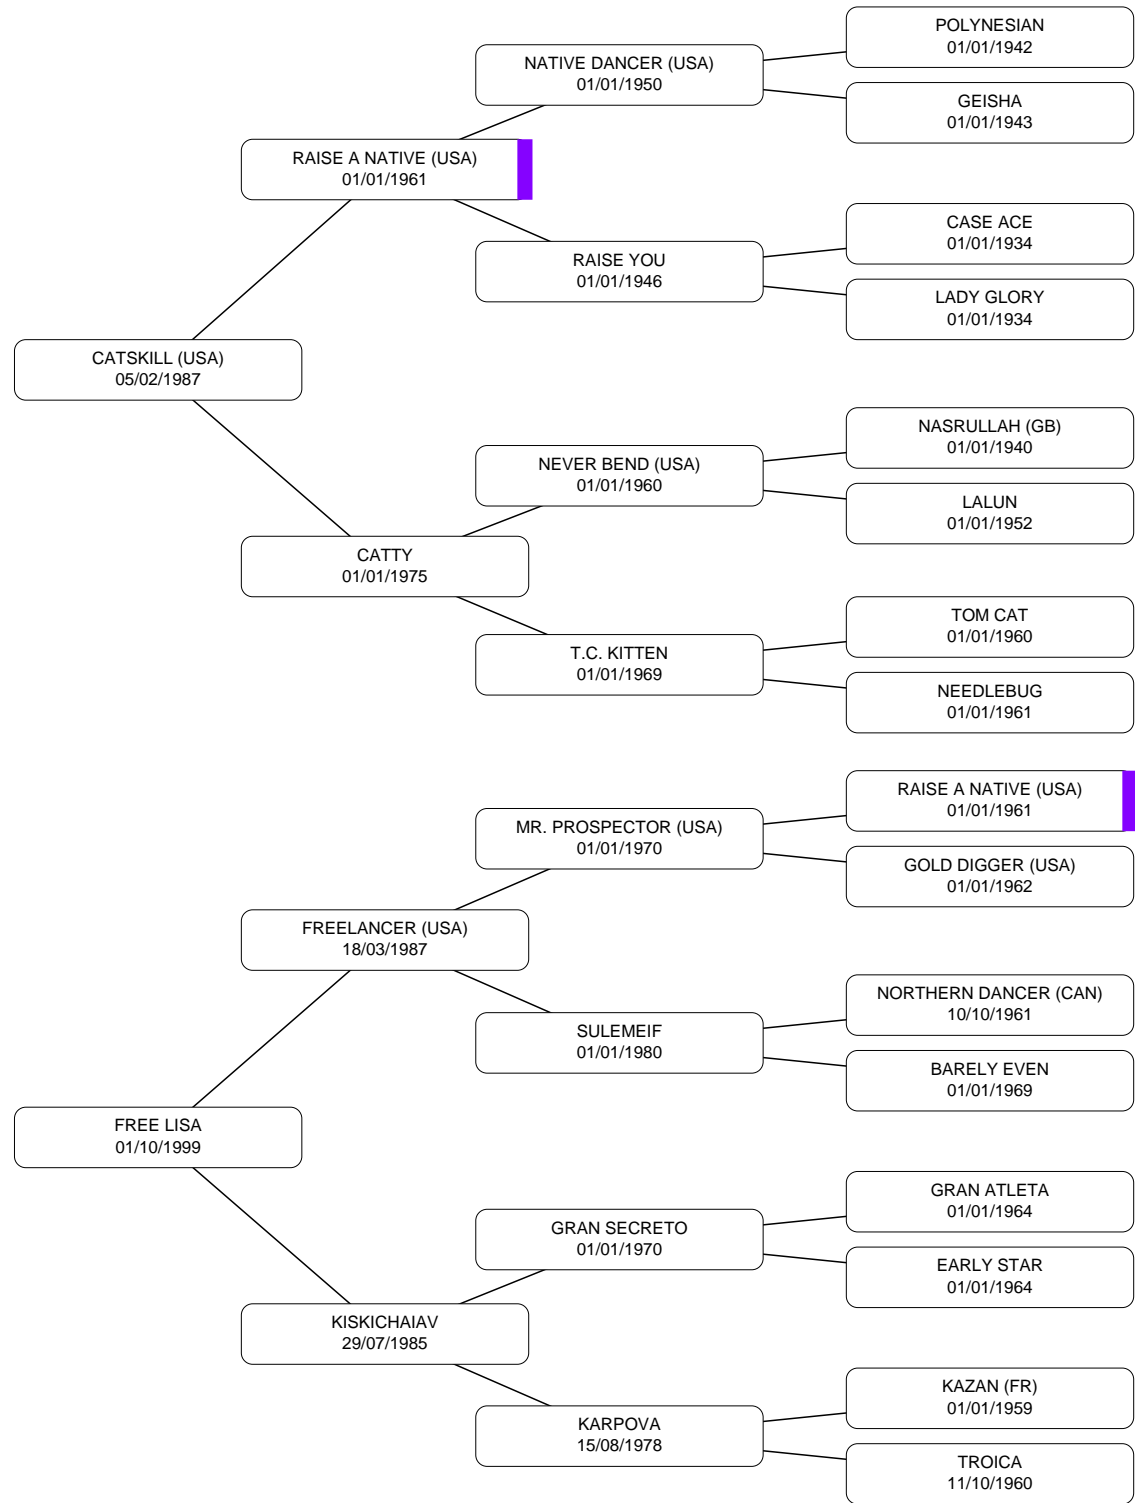 POLYNESIAN
01/01/1942
NATIVE DANCER (USA)
01/01/1950
GEISHA
01/01/1943
RAISE A NATIVE (USA)
01/01/1961
CASE ACE
01/01/1934
RAISE YOU
01/01/1946
LADY GLORY
01/01/1934
CATSKILL (USA)
05/02/1987
NASRULLAH (GB)
01/01/1940
NEVER BEND (USA)
01/01/1960
LALUN
01/01/1952
CATTY
01/01/1975
TOM CAT
01/01/1960
T.C. KITTEN
01/01/1969
NEEDLEBUG
01/01/1961
RAISE A NATIVE (USA)
01/01/1961
MR. PROSPECTOR (USA)
01/01/1970
GOLD DIGGER (USA)
01/01/1962
FREELANCER (USA)
18/03/1987
NORTHERN DANCER (CAN)
10/10/1961
SULEMEIF
01/01/1980
BARELY EVEN
01/01/1969
FREE LISA
01/10/1999
GRAN ATLETA
01/01/1964
GRAN SECRETO
01/01/1970
EARLY STAR
01/01/1964
KISKICHAIAV
29/07/1985
KAZAN (FR)
01/01/1959
KARPOVA
15/08/1978
TROICA
11/10/1960